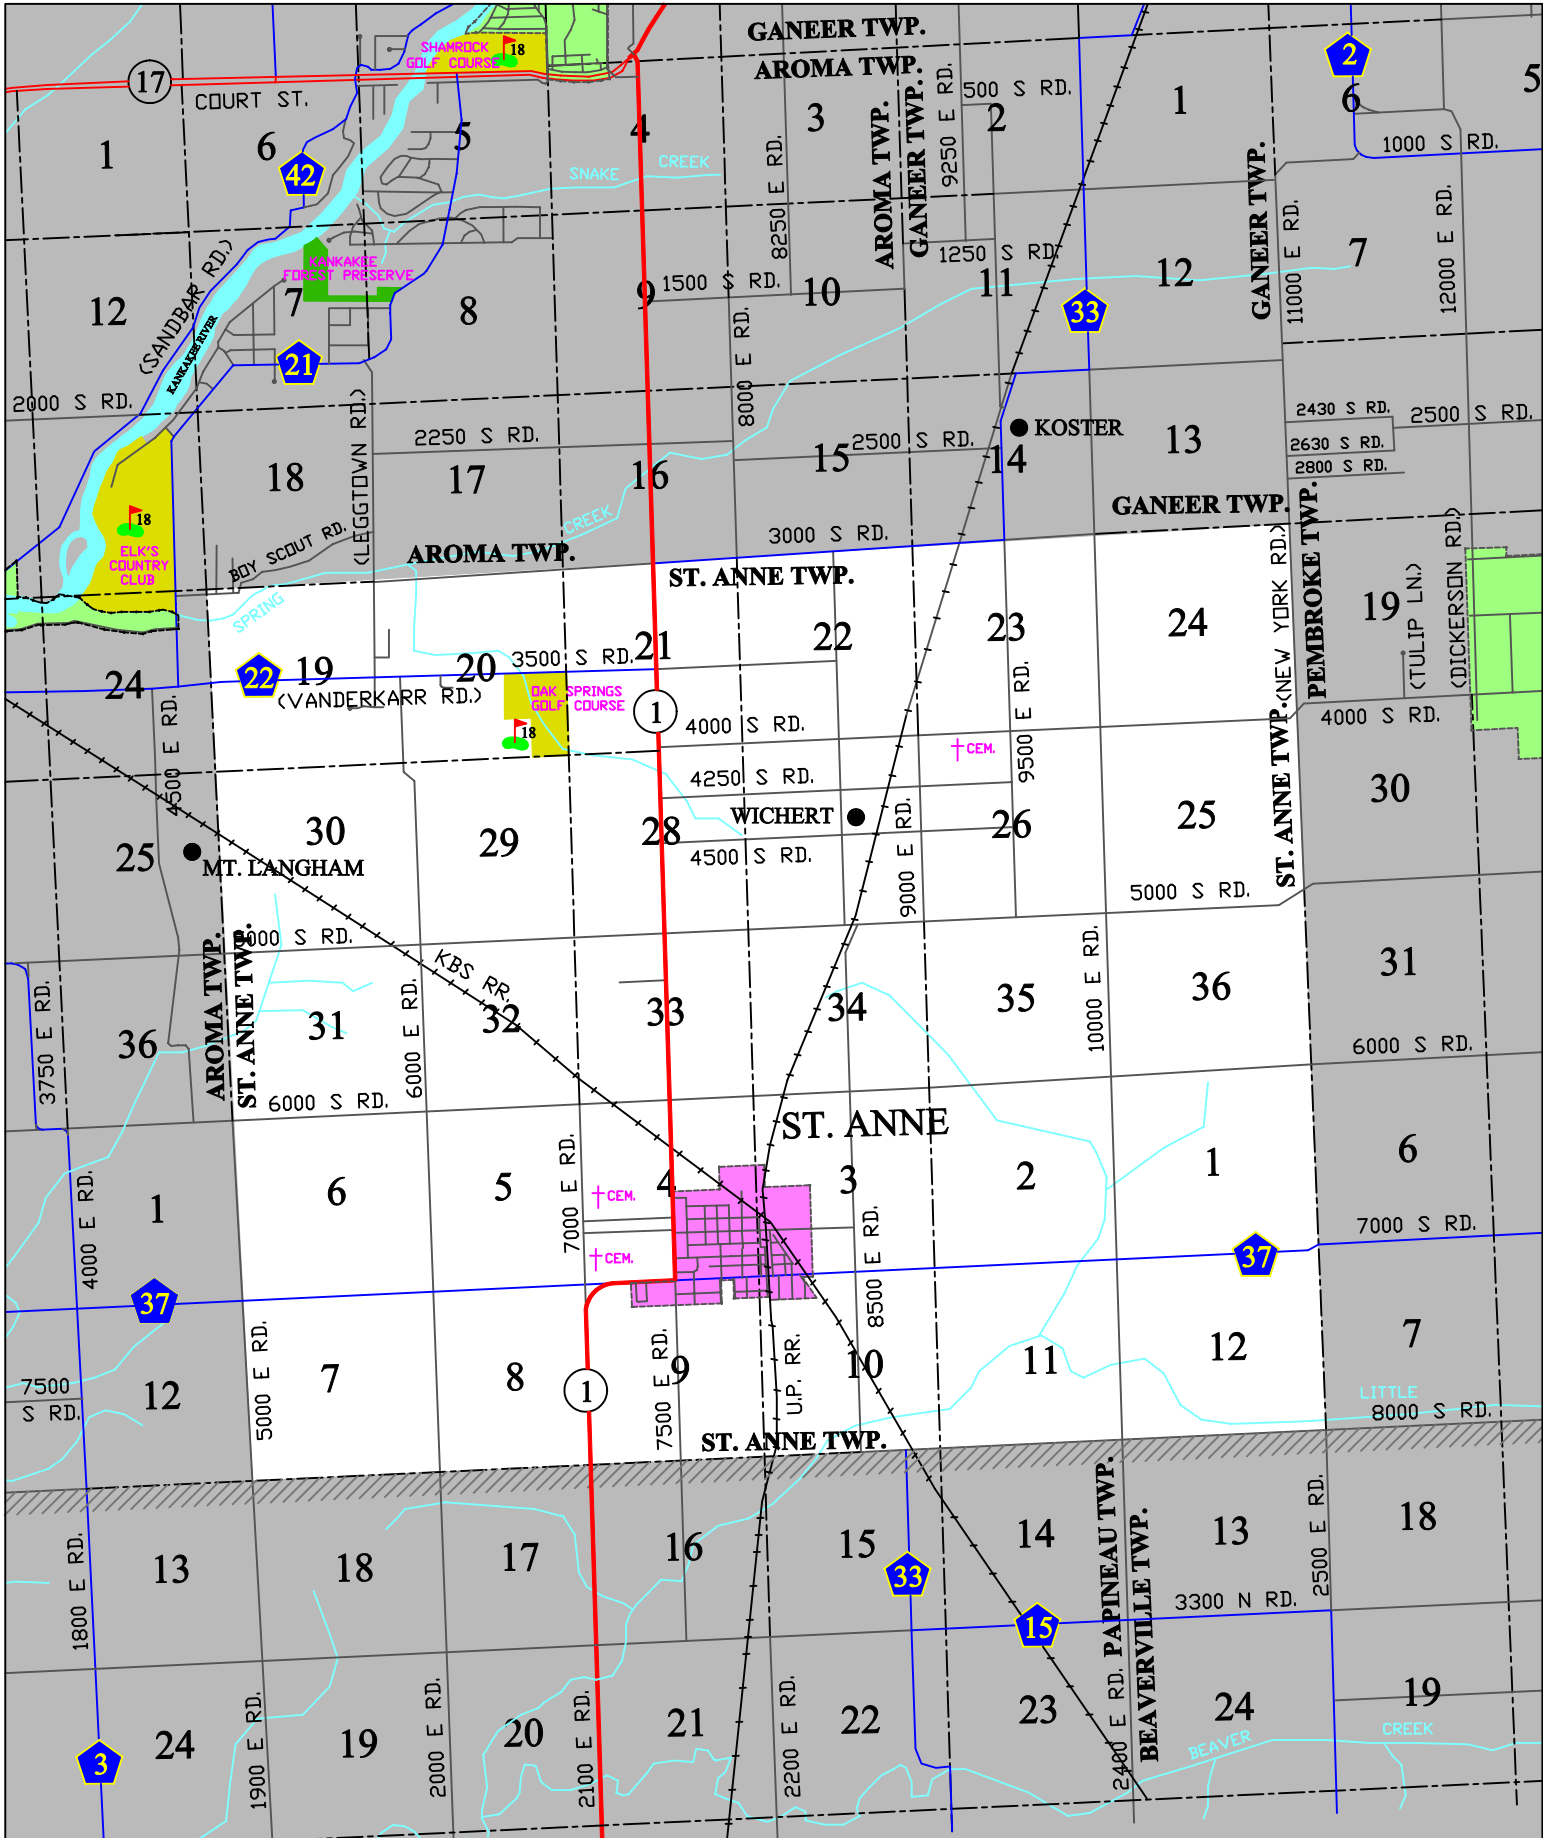 GANEER TWP.
AROMA TWP.
SHAMROCK
GOLF COURSE
18
17
COURT ST.
1
6
5
4
3
2
1
6
5
2
500 S RD.
9250 E RD.
AROMA TWP.
GANEER TWP.
8250 E RD.
1000 S RD.
42
SNAKE
CREEK
GANEER TWP.
11000 E RD.
12000 E RD.
KANKAKEE
FOREST PRESERVE
(SANDBAR RD.)
KANKAKEE RIVER
12
7
8
9
1500 S RD.
10
1250 S RD.
11
12
7
33
21
8000 E RD.
2000 S RD.
2250 S RD.
(LEGGTOWN RD.)
18
17
16
15
2500 S RD.
14
KOSTER
13
2430 S RD.
2630 S RD.
2800 S RD.
2500 S RD.
18
ELK'S
COUNTRY
CLUB
BOY SCOUT RD.
CREEK
SPRING
AROMA TWP.
3000 S RD.
GANEER TWP.
ST. ANNE TWP.
PEMBROKE TWP.
(NEW YORK RD.)
(TULIP LN.)
(DICKERSON RD.)
24
22
19
20
21
22
23
24
19
3500 S RD.
(VANDERKARR RD.)
OAK SPRINGS
GOLF COURSE
18
1
4000 S RD.
4000 S RD.
4500 E RD.
CEM.
9500 E RD.
ST. ANNE TWP.
4250 S RD.
WICHERT
25
MT. LANGHAM
30
29
28
4500 S RD.
9000 E RD.
26
25
30
5000 S RD.
5000 S RD.
AROMA TWP.
ST. ANNE TWP.
KBS RR.
3750 E RD.
36
31
6000 E RD.
32
33
34
35
10000 E RD.
36
31
6000 S RD.
6000 S RD.
ST. ANNE
4000 E RD.
1
6
5
7000 E RD.
CEM.
CEM.
4
3
2
1
6
7000 S RD.
8500 E RD.
37
37
7500
S RD.
12
5000 E RD.
7
8
1
7500 E RD.
9
U.P. RR.
10
11
12
7
LITTLE
8000 S RD.
ST. ANNE TWP.
1800 E RD.
13
18
17
16
15
33
14
15
PAPINEAU TWP.
BEAVERVILLE TWP.
13
2500 E RD.
18
3300 N RD.
3
24
1900 E RD.
19
2000 E RD.
20
2100 E RD.
21
2200 E RD.
22
23
2400 E RD.
24
19
BEAVER
CREEK